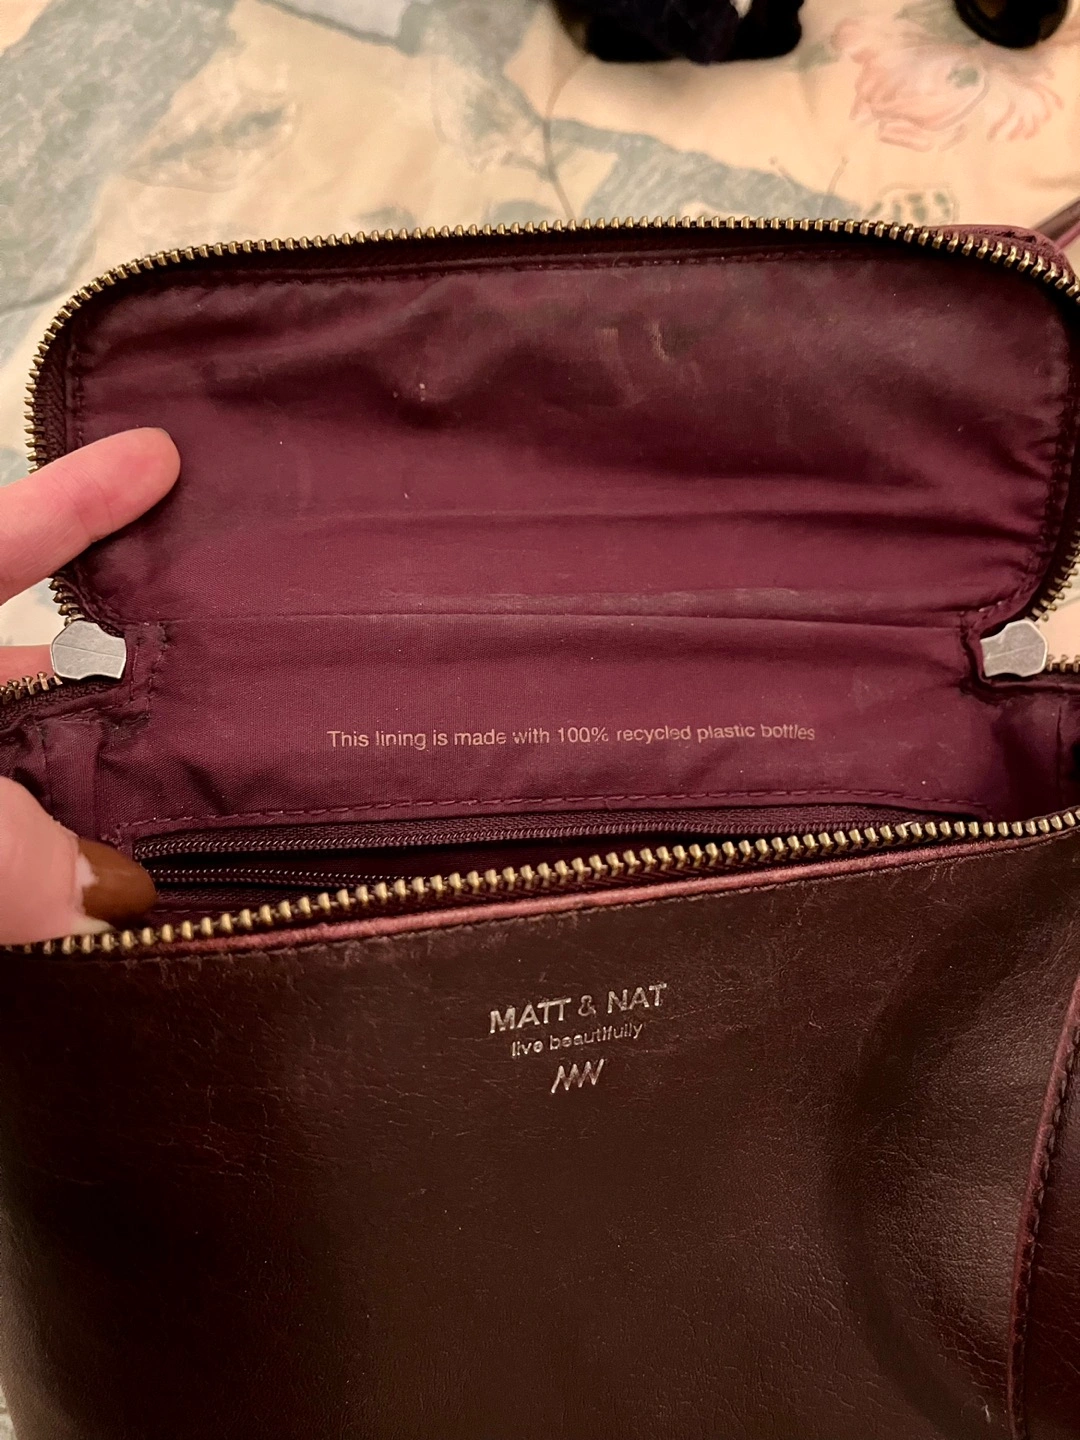 This lining is made with 100% recycled plastic bottles
MATT & NAT
live beautifully